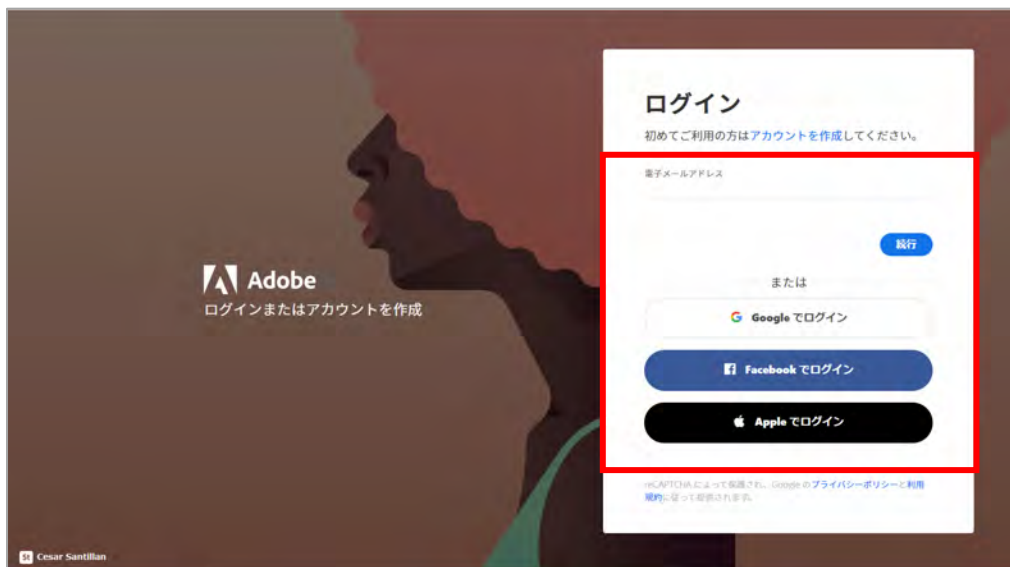 Adobe
ログインまたはアカウントを作成
ログイン
初めてご利用の方はアカウントを作成してください。
電子メールアドレス
続行
または
Google でログイン
Facebook でログイン
Apple でログイン
reCAPTCHA によって保護され、Google のプライバシーポリシーと利用
規約に従って提供されます。
St Cesar Santillan